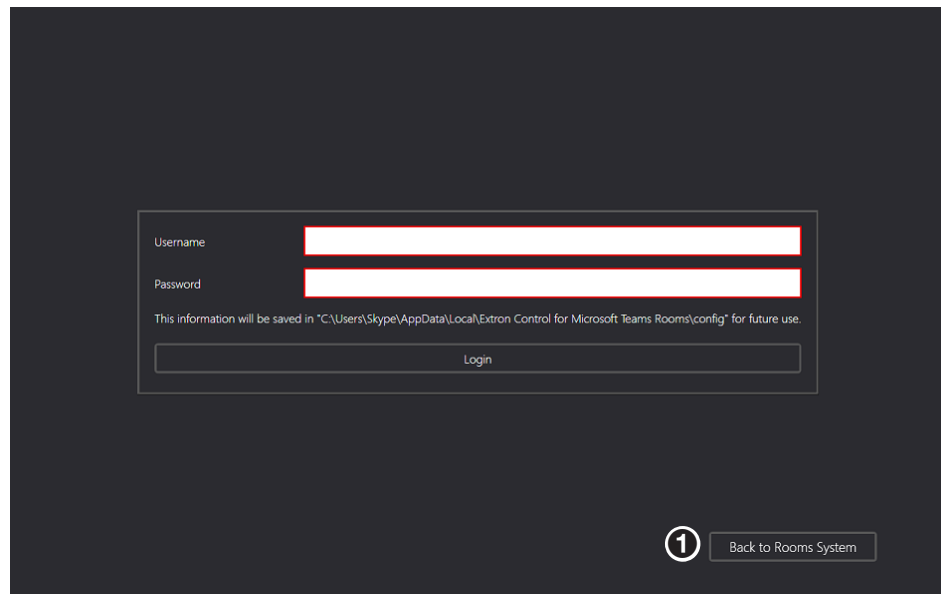 Username
Password
This information will be saved in "C:\Users\Skype\AppData\Local\Extron Control for Microsoft Teams Rooms\config" for future use.
Login
1 Back to Rooms System